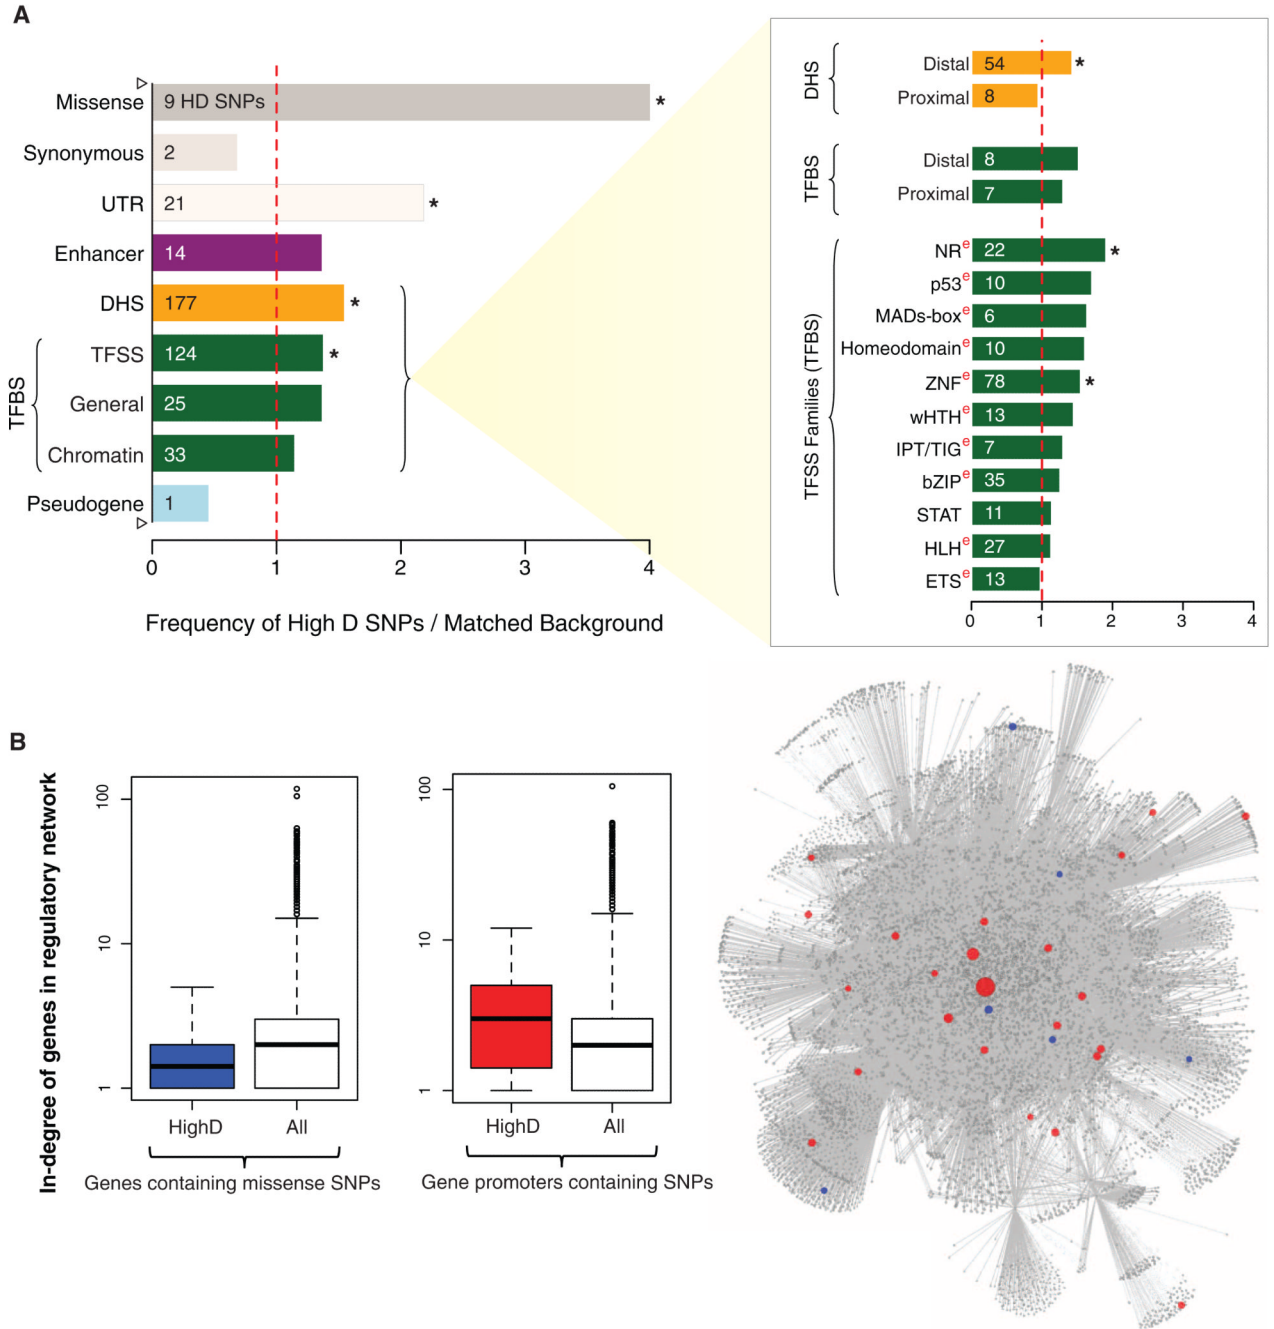 A
Missense
9 HD SNPs
*
Synonymous
2
UTR
21
*
Enhancer
14
DHS
177
*
TFBS
TFSS
124
*
General
25
Chromatin
33
Pseudogene
1
0 1 2 3 4
Frequency of High D SNPs / Matched Background
DHS
Distal
54
*
Proximal
8
TFBS
Distal
8
Proximal
7
TFSS Families (TFBS)
NRe
22
*
p53e
10
MADs-boxe
6
Homeodomaine
10
ZNFe
78
*
wHTHe
13
IPT/TIGe
7
bZIPe
35
STAT
11
HLHe
27
ETSe
13
0 1 2 3 4
B
In-degree of genes in regulatory network
100
10
1
HighD All
Genes containing missense SNPs
100
10
1
HighD All
Gene promoters containing SNPs